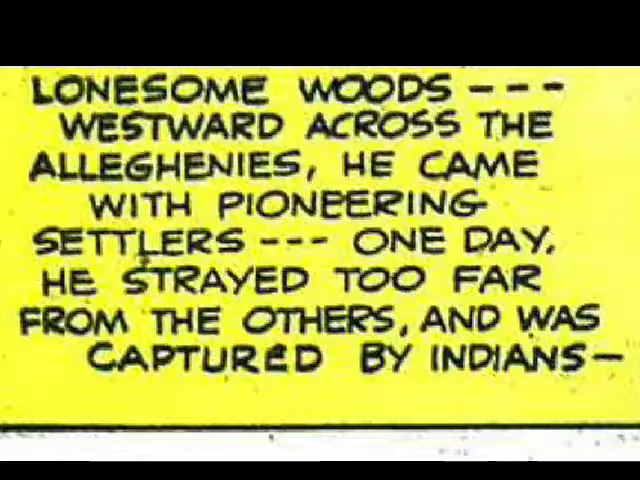 LONESOME WOODS ---
WESTWARD ACROSS THE
ALLEGHENIES, HE CAME
WITH PIONEERING
SETTLERS --- ONE DAY,
HE STRAYED TOO FAR
FROM THE OTHERS, AND WAS
CAPTURED BY INDIANS—